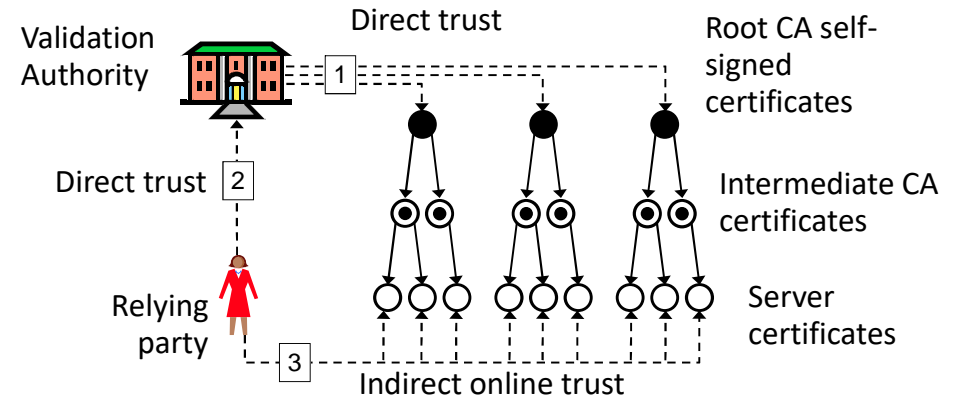 Validation
Authority
Direct trust
1
Root CA self-
signed
certificates
Direct trust
2
Intermediate CA
certificates
Relying
party
Server
certificates
3
Indirect online trust